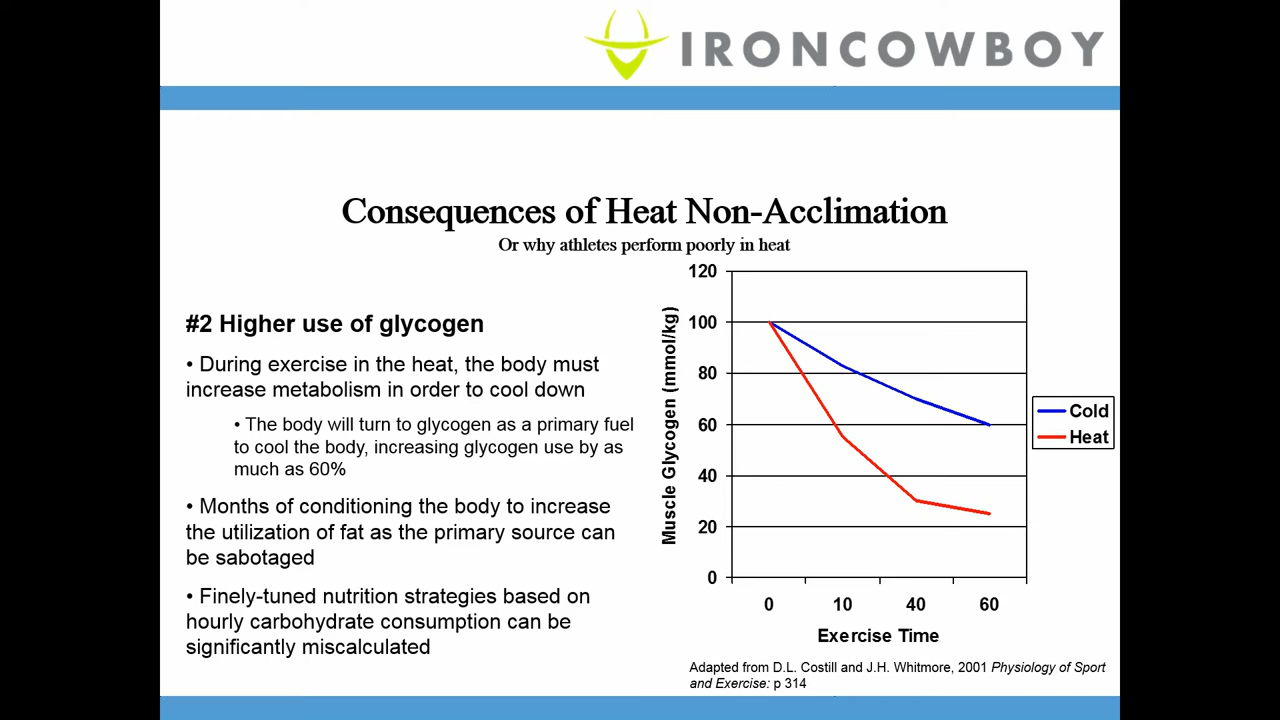 IRONCOWBOY
Consequences of Heat Non-Acclimation
Or why athletes perform poorly in heat
#2 Higher use of glycogen
• During exercise in the heat, the body must
increase metabolism in order to cool down
• The body will turn to glycogen as a primary fuel
to cool the body, increasing glycogen use by as
much as 60%
• Months of conditioning the body to increase
the utilization of fat as the primary source can
be sabotaged
• Finely-tuned nutrition strategies based on
hourly carbohydrate consumption can be
significantly miscalculated
Muscle Glycogen (mmol/kg)
120
100
80
60
40
20
0
0 10 40 60
Exercise Time
Cold
Heat
Adapted from D.L. Costill and J.H. Whitmore, 2001 Physiology of Sport
and Exercise: p 314